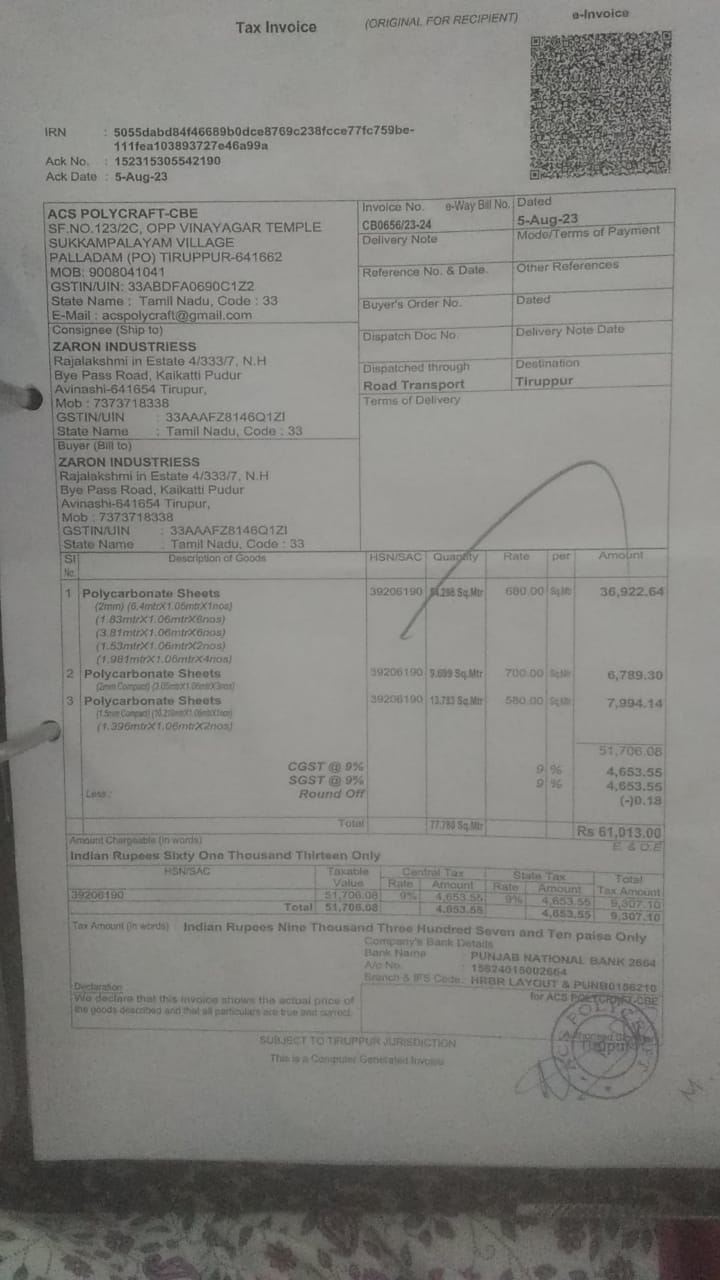 Tax Invoice
(ORIGINAL FOR RECIPIENT)
e-Invoice
IRN : 5055dabd84f46689b0dce8769c238fcce77fc759be-
111fea103893727e46a99a
Ack No. : 152315305542190
Ack Date : 5-Aug-23
ACS POLYCRAFT-CBE
SF.NO.123/2C, OPP VINAYAGAR TEMPLE
SUKKAMPALAYAM VILLAGE
PALLADAM (PO) TIRUPPUR-641662
MOB: 9008041041
GSTIN/UIN: 33ABDFA0690C1Z2
State Name : Tamil Nadu, Code : 33
E-Mail : acspolycraft@gmail.com
Invoice No. e-Way Bill No.
CB0656/23-24
Dated
5-Aug-23
Delivery Note
Mode/Terms of Payment
Reference No. & Date.
Other References
Buyer's Order No.
Dated
Dispatch Doc No.
Delivery Note Date
Dispatched through
Road Transport
Destination
Tiruppur
Terms of Delivery
Consignee (Ship to)
ZARON INDUSTRIESS
Rajalakshmi in Estate 4/333/7, N.H
Bye Pass Road, Kaikatti Pudur
Avinashi-641654 Tirupur,
Mob : 7373718338
GSTIN/UIN : 33AAAFZ8146Q1ZI
State Name : Tamil Nadu, Code : 33
Buyer (Bill to)
ZARON INDUSTRIESS
Rajalakshmi in Estate 4/333/7, N.H
Bye Pass Road, Kaikatti Pudur
Avinashi-641654 Tirupur,
Mob : 7373718338
GSTIN/UIN : 33AAAFZ8146Q1ZI
State Name : Tamil Nadu, Code : 33
Sl No. Description of Goods HSN/SAC Quantity Rate per Amount
1 Polycarbonate Sheets 39206190 54.298 Sq.Mtr 680.00 Sq.Mtr 36,922.64
(2mm) (6.4mtrX1.06mtrX1nos)
(1.83mtrX1.06mtrX6nos)
(3.81mtrX1.06mtrX6nos)
(1.53mtrX1.06mtrX2nos)
(1.981mtrX1.06mtrX4nos)
2 Polycarbonate Sheets 39206190 9.699 Sq.Mtr 700.00 Sq.Mtr 6,789.30
(2mm Compact) (3.05mtrX1.06mtrX3nos)
3 Polycarbonate Sheets 39206190 13.783 Sq.Mtr 580.00 Sq.Mtr 7,994.14
(1.5mm Compact) (10.210mtrX1.06mtrX1nos)
(1.396mtrX1.06mtrX2nos)
51,706.08
CGST @ 9% 9 % 4,653.55
SGST @ 9% 9 % 4,653.55
Less : Round Off (-)0.18
Total 77.780 Sq.Mtr Rs 61,013.00
Amount Chargeable (in words) E. & O.E
Indian Rupees Sixty One Thousand Thirteen Only
HSN/SAC Taxable Value Central Tax State Tax Total Tax Amount
Rate Amount Rate Amount
39206190 51,706.08 9% 4,653.55 9% 4,653.55 9,307.10
Total 51,706.08 4,653.55 4,653.55 9,307.10
Tax Amount (in words) Indian Rupees Nine Thousand Three Hundred Seven and Ten paise Only
Company's Bank Details
Bank Name : PUNJAB NATIONAL BANK 2664
A/c No. : 15624015002664
Branch & IFS Code : HRBR LAYOUT & PUNB0156210
Declaration
We declare that this invoice shows the actual price of
the goods described and that all particulars are true and correct.
for ACS POLYCRAFT-CBE
ACS POLYCRAFT
Tirupur
SUBJECT TO TIRUPPUR JURISDICTION
This is a Computer Generated Invoice